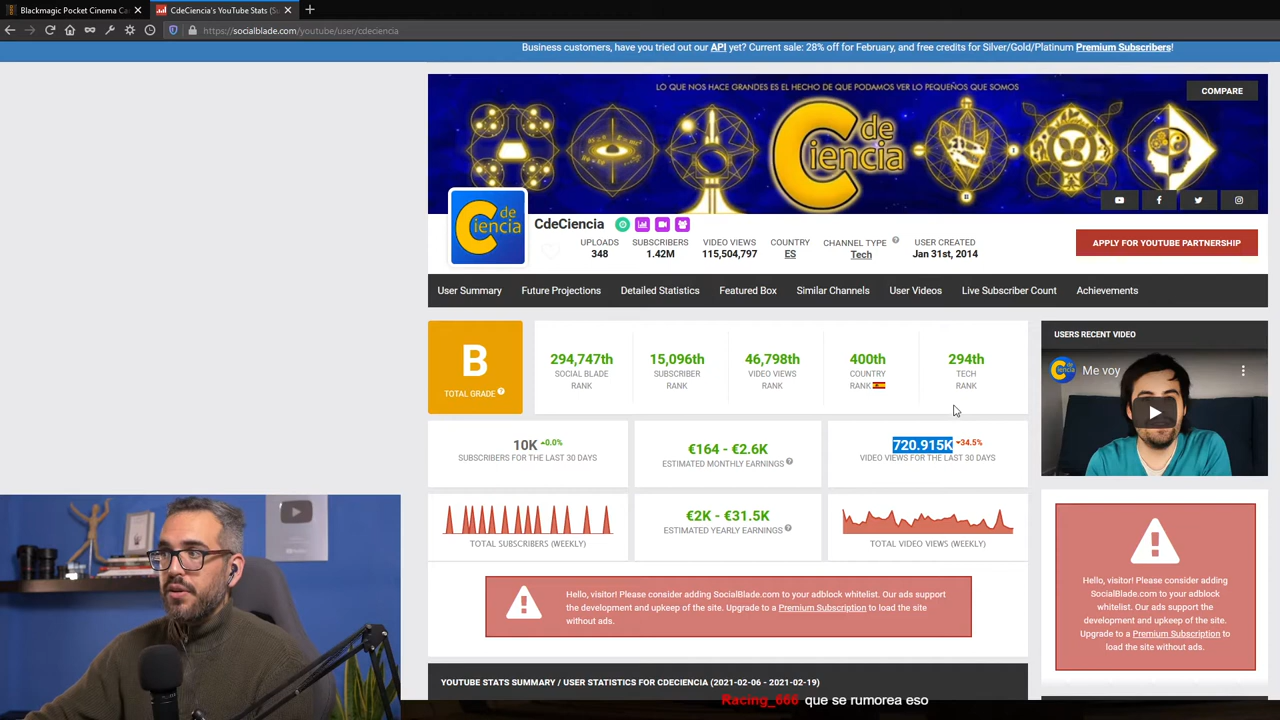 Blackmagic Pocket Cinema Ca
CdeCiencia's YouTube Stats (Su
https://socialblade.com/youtube/user/cdeciencia
Business customers, have you tried out our API yet? Current sale: 28% off for February, and free credits for Silver/Gold/Platinum Premium Subscribers!
LO QUE NOS HACE GRANDES ES EL HECHO DE QUE PODAMOS VER LO PEQUEÑOS QUE SOMOS
COMPARE
C de iencia
C de iencia
CdeCiencia
UPLOADS
348
SUBSCRIBERS
1.42M
VIDEO VIEWS
115,504,797
COUNTRY
ES
CHANNEL TYPE
Tech
USER CREATED
Jan 31st, 2014
APPLY FOR YOUTUBE PARTNERSHIP
User Summary
Future Projections
Detailed Statistics
Featured Box
Similar Channels
User Videos
Live Subscriber Count
Achievements
B
TOTAL GRADE
294,747th
SOCIAL BLADE
RANK
15,096th
SUBSCRIBER
RANK
46,798th
VIDEO VIEWS
RANK
400th
COUNTRY
RANK
294th
TECH
RANK
USERS RECENT VIDEO
C de iencia
Me voy
10K 0.0%
SUBSCRIBERS FOR THE LAST 30 DAYS
€164 - €2.6K
ESTIMATED MONTHLY EARNINGS
720.915K 34.5%
VIDEO VIEWS FOR THE LAST 30 DAYS
TOTAL SUBSCRIBERS (WEEKLY)
€2K - €31.5K
ESTIMATED YEARLY EARNINGS
TOTAL VIDEO VIEWS (WEEKLY)
Hello, visitor! Please consider adding SocialBlade.com to your adblock whitelist. Our ads support
the development and upkeep of the site. Upgrade to a Premium Subscription to load the site
without ads.
Hello, visitor! Please consider adding
SocialBlade.com to your adblock
whitelist. Our ads support the
development and upkeep of the site.
Upgrade to a Premium Subscription to
load the site without ads.
YOUTUBE STATS SUMMARY / USER STATISTICS FOR CDECIENCIA (2021-02-06 - 2021-02-19)
Racing_666 que se rumorea eso